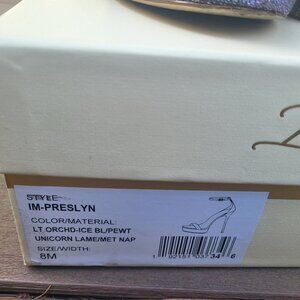 STYLE
IM-PRESLYN
COLOR/MATERIAL:
LT.ORCHD-ICE BL/PEWT
UNICORN LAME/MET NAP
SIZE/WIDTH:
8M